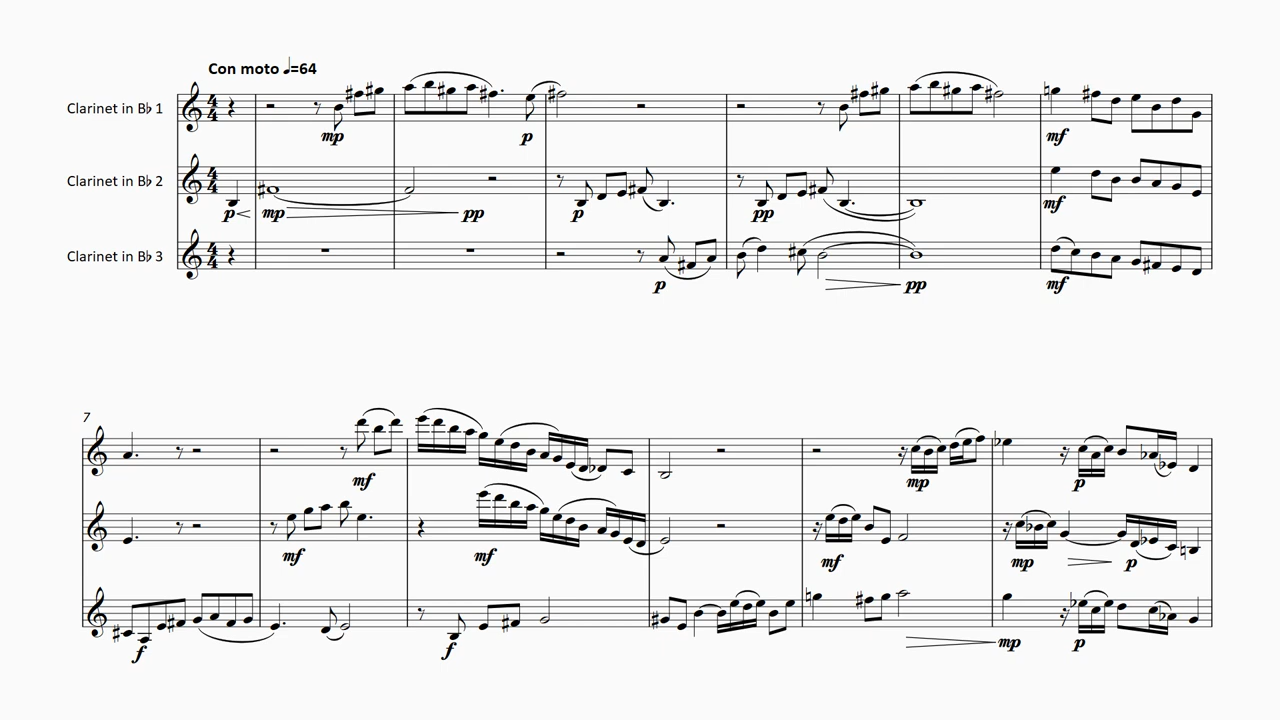 Con moto ♩=64
Clarinet in B♭ 1
mp
p
mf
Clarinet in B♭ 2
p
mp
pp
p
pp
mf
Clarinet in B♭ 3
p
pp
mf
7
mf
mp
p
mf
mf
mf
mp
p
f
f
mp
p